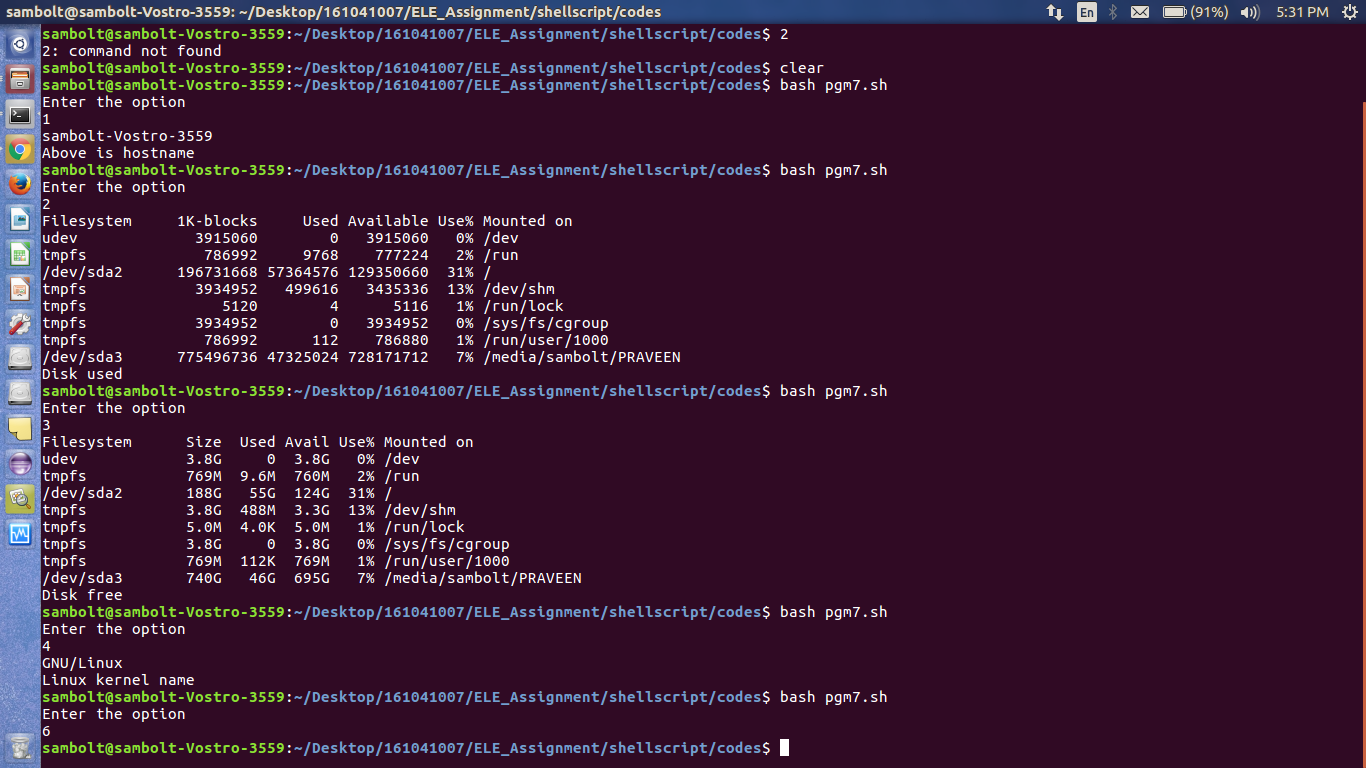 sambolt@sambolt-Vostro-3559: ~/Desktop/161041007/ELE_Assignment/shellscript/codes En (91%) 5:31 PM
sambolt@sambolt-Vostro-3559:~/Desktop/161041007/ELE_Assignment/shellscript/codes$ 2
2: command not found
sambolt@sambolt-Vostro-3559:~/Desktop/161041007/ELE_Assignment/shellscript/codes$ clear
sambolt@sambolt-Vostro-3559:~/Desktop/161041007/ELE_Assignment/shellscript/codes$ bash pgm7.sh
Enter the option
1
sambolt-Vostro-3559
Above is hostname
sambolt@sambolt-Vostro-3559:~/Desktop/161041007/ELE_Assignment/shellscript/codes$ bash pgm7.sh
Enter the option
2
Filesystem     1K-blocks     Used Available Use% Mounted on
udev             3915060        0   3915060   0% /dev
tmpfs             786992     9768    777224   2% /run
/dev/sda2      196731668 57364576 129350660  31% /
tmpfs            3934952   499616   3435336  13% /dev/shm
tmpfs               5120        4      5116   1% /run/lock
tmpfs            3934952        0   3934952   0% /sys/fs/cgroup
tmpfs             786992      112    786880   1% /run/user/1000
/dev/sda3      775496736 47325024 728171712   7% /media/sambolt/PRAVEEN
Disk used
sambolt@sambolt-Vostro-3559:~/Desktop/161041007/ELE_Assignment/shellscript/codes$ bash pgm7.sh
Enter the option
3
Filesystem      Size  Used Avail Use% Mounted on
udev            3.8G     0  3.8G   0% /dev
tmpfs           769M  9.6M  760M   2% /run
/dev/sda2       188G   55G  124G  31% /
tmpfs           3.8G  488M  3.3G  13% /dev/shm
tmpfs           5.0M  4.0K  5.0M   1% /run/lock
tmpfs           3.8G     0  3.8G   0% /sys/fs/cgroup
tmpfs           769M  112K  769M   1% /run/user/1000
/dev/sda3       740G   46G  695G   7% /media/sambolt/PRAVEEN
Disk free
sambolt@sambolt-Vostro-3559:~/Desktop/161041007/ELE_Assignment/shellscript/codes$ bash pgm7.sh
Enter the option
4
GNU/Linux
Linux kernel name
sambolt@sambolt-Vostro-3559:~/Desktop/161041007/ELE_Assignment/shellscript/codes$ bash pgm7.sh
Enter the option
6
sambolt@sambolt-Vostro-3559:~/Desktop/161041007/ELE_Assignment/shellscript/codes$